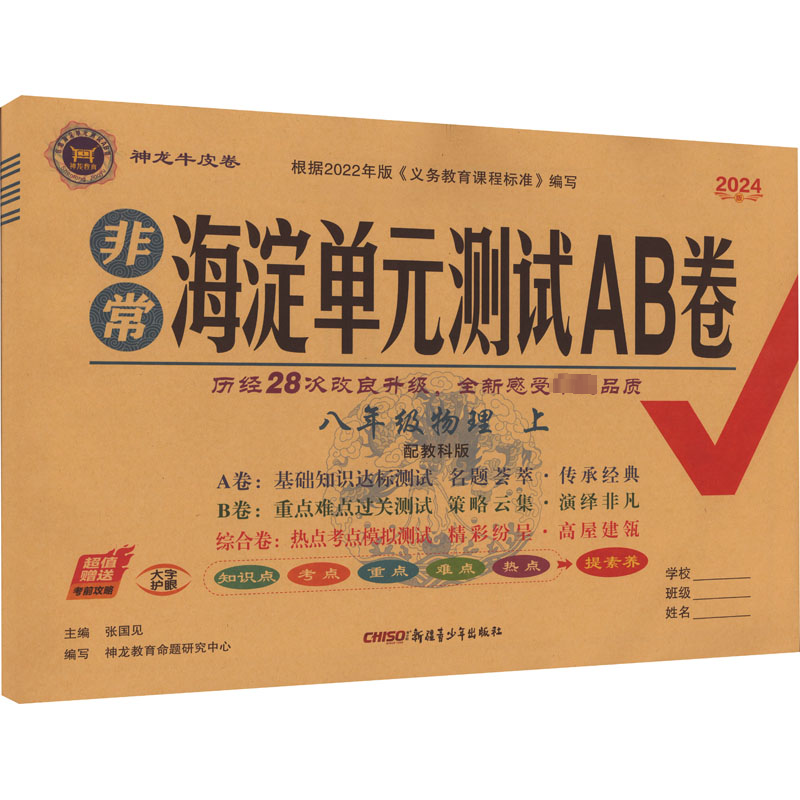 神龙教育
神龙牛皮卷
根据2022年版《义务教育课程标准》编写
2024
版
非常
海淀单元测试AB卷
历经28次改良升级，全新感受 品质
八年级物理 上
配教科版
A卷：基础知识达标测试 名题荟萃·传承经典
B卷：重点难点过关测试 策略云集·演绎非凡
综合卷：热点考点模拟测试 精彩纷呈·高屋建瓴
超值
赠送
考前攻略
大字
护眼
知识点 考点 重点 难点 热点 提素养
学校
班级
姓名
主编 张国见
编写 神龙教育命题研究中心
CHISO 新疆青少年出版社